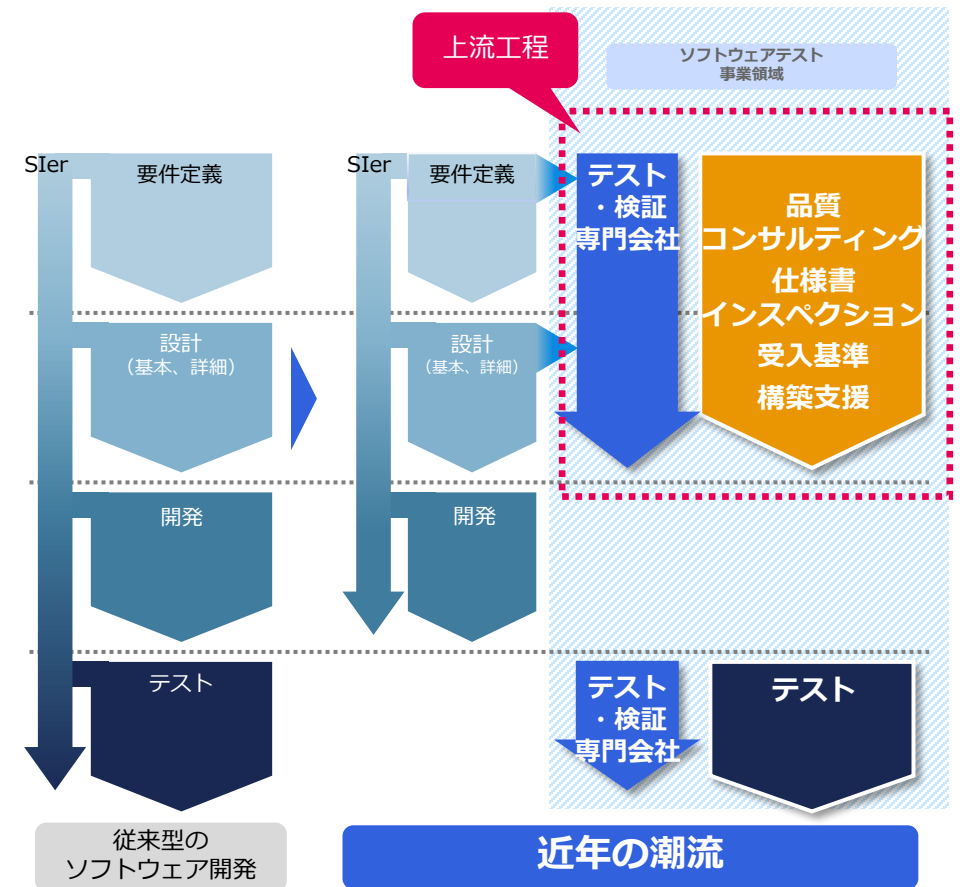 上流工程
ソフトウェアテスト
事業領域
SIer
要件定義
SIer
要件定義
テスト
・検証
専門会社
品質
コンサルティング
仕様書
インスペクション
受入基準
構築支援
設計
（基本、詳細）
設計
（基本、詳細）
開発
開発
テスト
テスト
・検証
専門会社
テスト
従来型の
ソフトウェア開発
近年の潮流